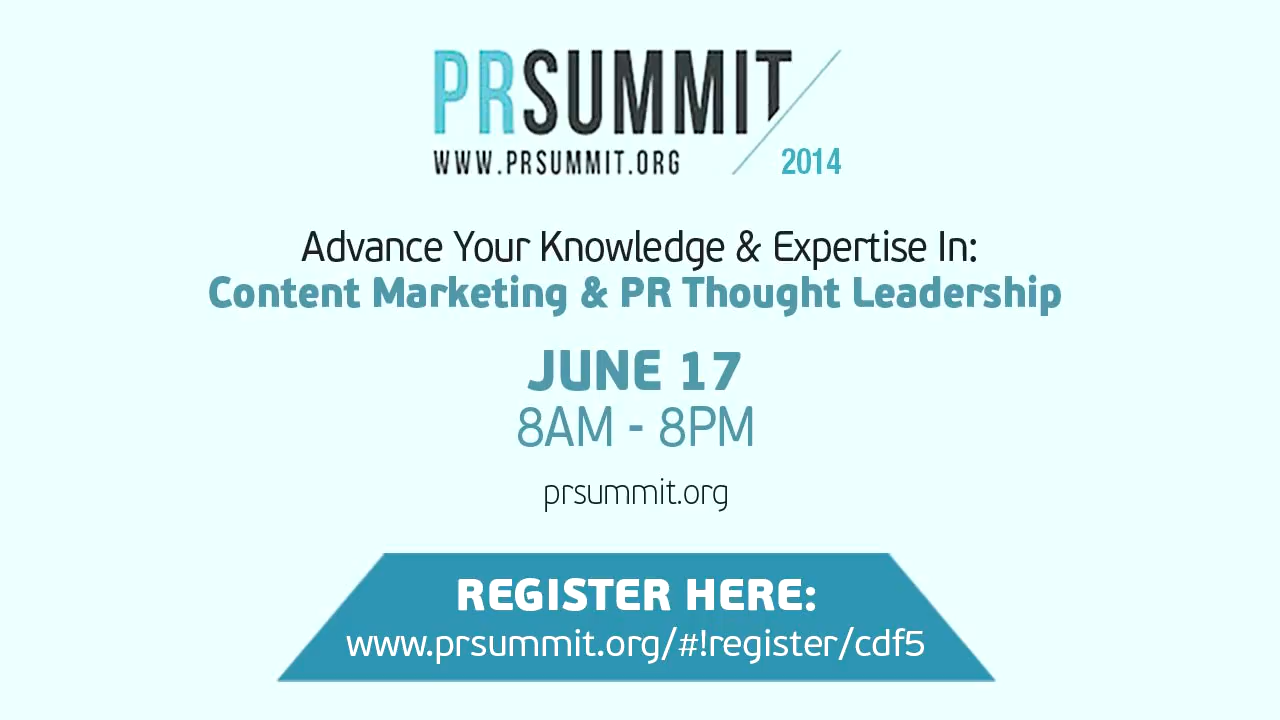 PRSUMMIT
WWW.PRSUMMIT.ORG
2014
Advance Your Knowledge & Expertise In:
Content Marketing & PR Thought Leadership
JUNE 17
8AM - 8PM
prsummit.org
REGISTER HERE:
www.prsummit.org/#!register/cdf5